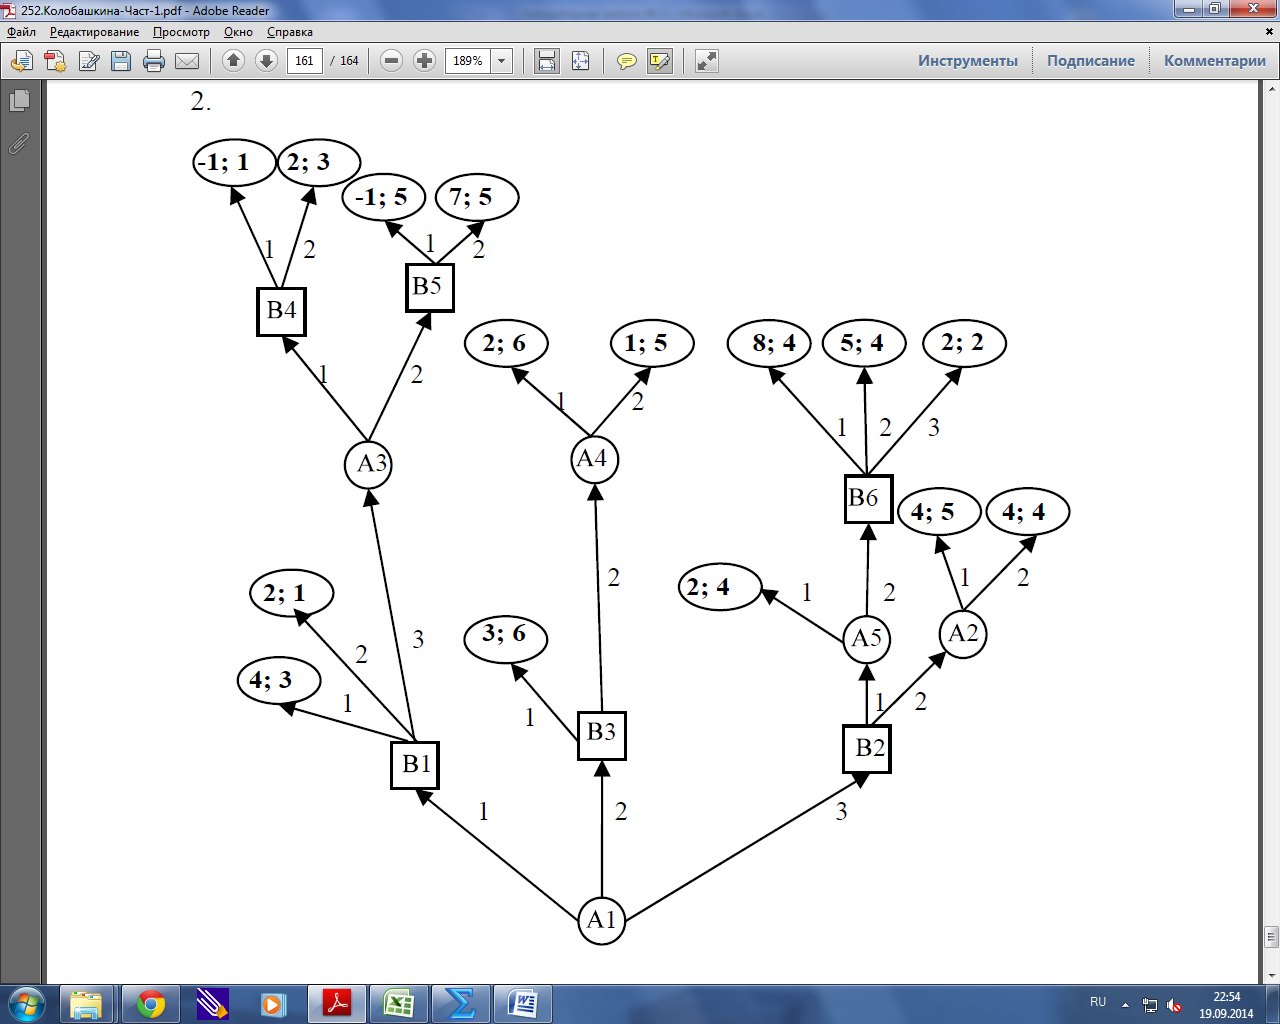 252.Колобашкина-Част-1.pdf - Adobe Reader
Файл Редактирование Просмотр Окно Справка
161 / 164 189% Инструменты Подписание Комментарии
2.
-1; 1 2; 3
-1; 5 7; 5
1 2 1 2
B4 B5
2; 6 1; 5 8; 4 5; 4 2; 2
1 2 1 2
1 2 3
A3 A4
B6 4; 5 4; 4
2; 1 2 2; 4 1 2 1 2
3; 6 A5 A2
3
2
4; 3 1 1 1 2
B1 B3 B2
1 2 3
A1
RU 22:54
19.09.2014